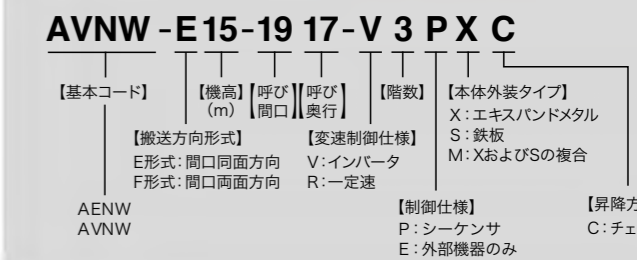 AVNW-E15-1917-V3PXC
【基本コード】
【機高】
(m)
【呼び
間口】
【呼び
奥行】
【階数】
【本体外装タイプ】
X:エキスパンドメタル
S:鉄板
M:XおよびSの複合
【搬送方向形式】
E形式:間口同面方向
F形式:間口両面方向
【変速制御仕様】
V:インバータ
R:一定速
AENW
AVNW
【制御仕様】
P:シーケンサ
E:外部機器のみ
【昇降方
C:チェ